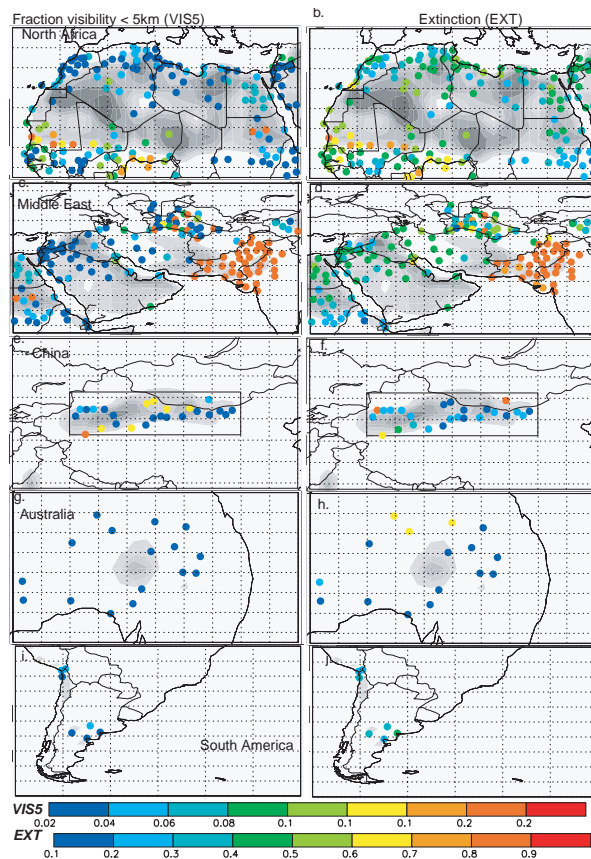 Fraction visibility < 5km (VIS5)
b.
Extinction (EXT)
North Africa
c.
d.
Middle East
e.
f.
China
g.
h.
Australia
i.
j.
South America
VIS5
0.02 0.04 0.06 0.08 0.1 0.1 0.1 0.2 0.2
EXT
0.1 0.2 0.3 0.4 0.5 0.6 0.7 0.8 0.9